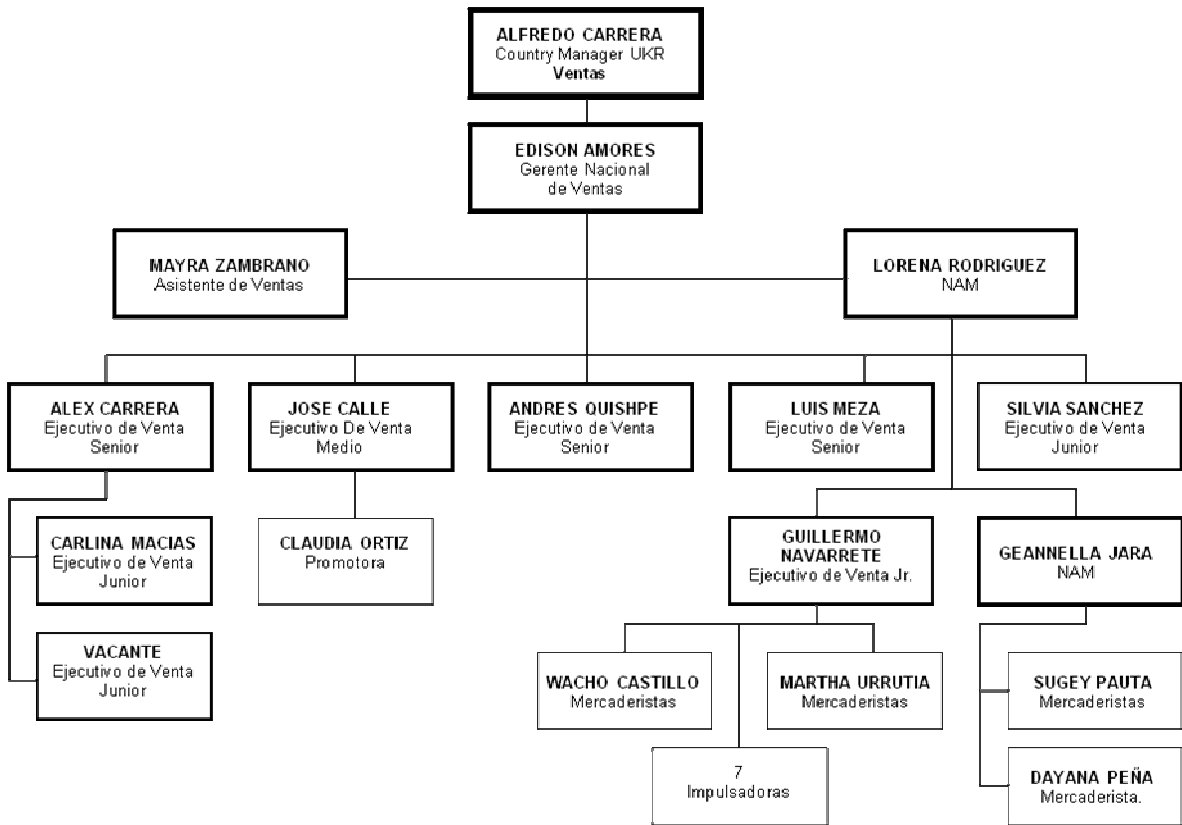 ALFREDO CARRERA
Country Manager UKR
Ventas
EDISON AMORES
Gerente Nacional
de Ventas
MAYRA ZAMBRANO
Asistente de Ventas
LORENA RODRIGUEZ
NAM
ALEX CARRERA
Ejecutivo de Venta
Senior
JOSE CALLE
Ejecutivo De Venta
Medio
ANDRES QUISHPE
Ejecutivo de Venta
Senior
LUIS MEZA
Ejecutivo de Venta
Senior
SILVIA SANCHEZ
Ejecutivo de Venta
Junior
CARLINA MACIAS
Ejecutivo de Venta
Junior
CLAUDIA ORTIZ
Promotora
GUILLERMO
NAVARRETE
Ejecutivo de Venta Jr.
GEANNELLA JARA
NAM
VACANTE
Ejecutivo de Venta
Junior
WACHO CASTILLO
Mercaderistas
MARTHA URRUTIA
Mercaderistas
SUGEY PAUTA
Mercaderistas
7
Impulsadoras
DAYANA PEÑA
Mercaderista.